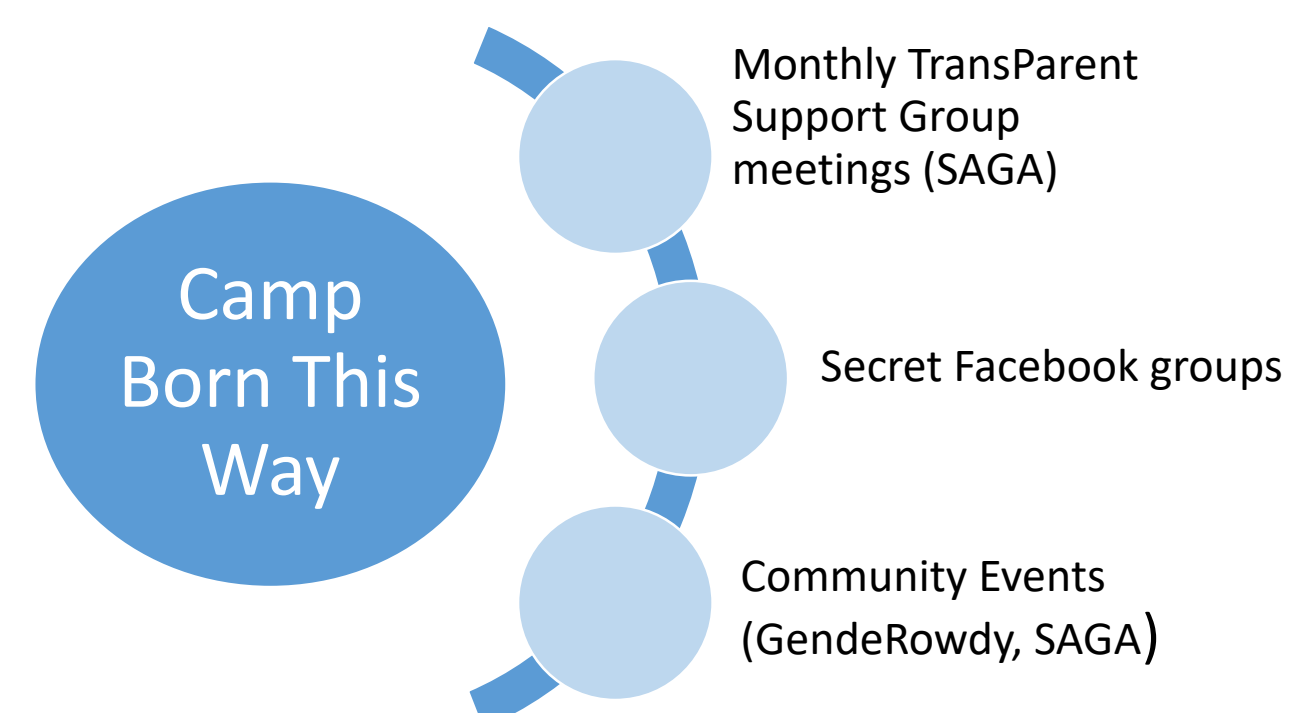 Camp
Born This
Way
Monthly TransParent
Support Group
meetings (SAGA)
Secret Facebook groups
Community Events
(GendeRowdy, SAGA)